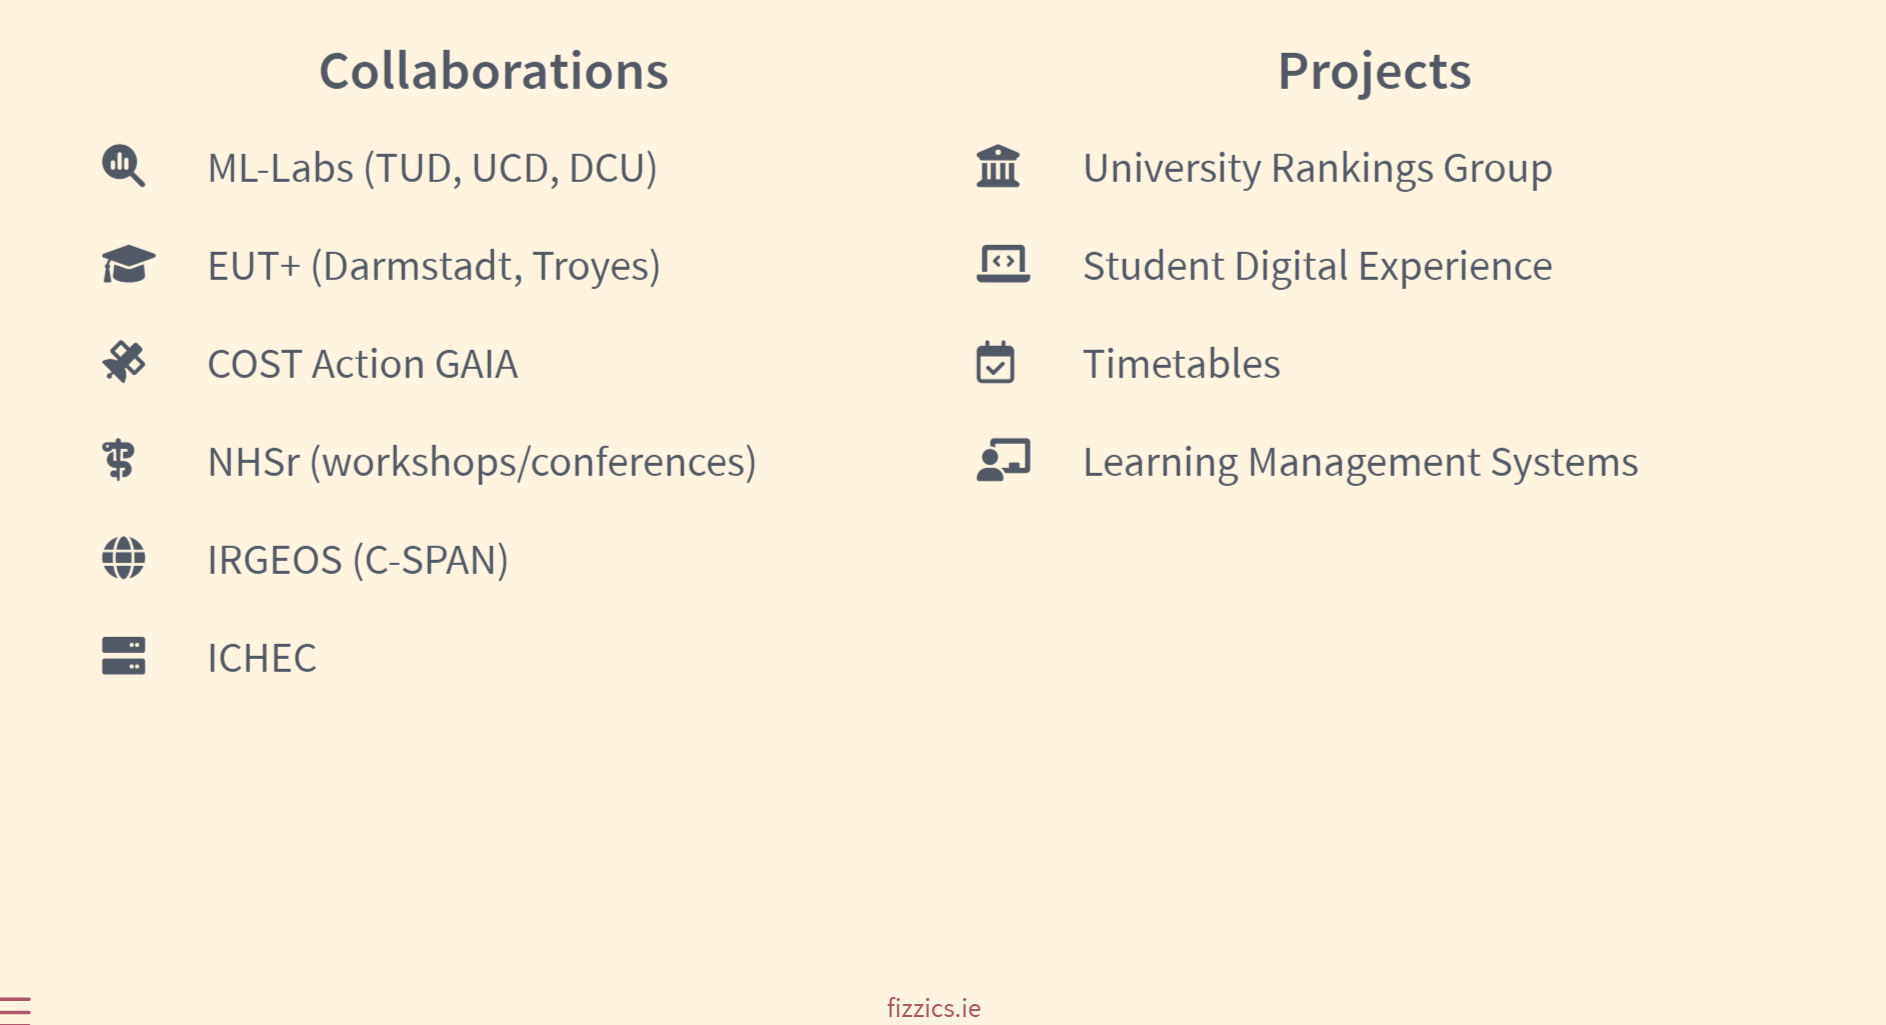 Collaborations
ML-Labs (TUD, UCD, DCU)
EUT+ (Darmstadt, Troyes)
COST Action GAIA
NHSr (workshops/conferences)
IRGEOS (C-SPAN)
ICHEC
Projects
University Rankings Group
Student Digital Experience
Timetables
Learning Management Systems
fizzics.ie